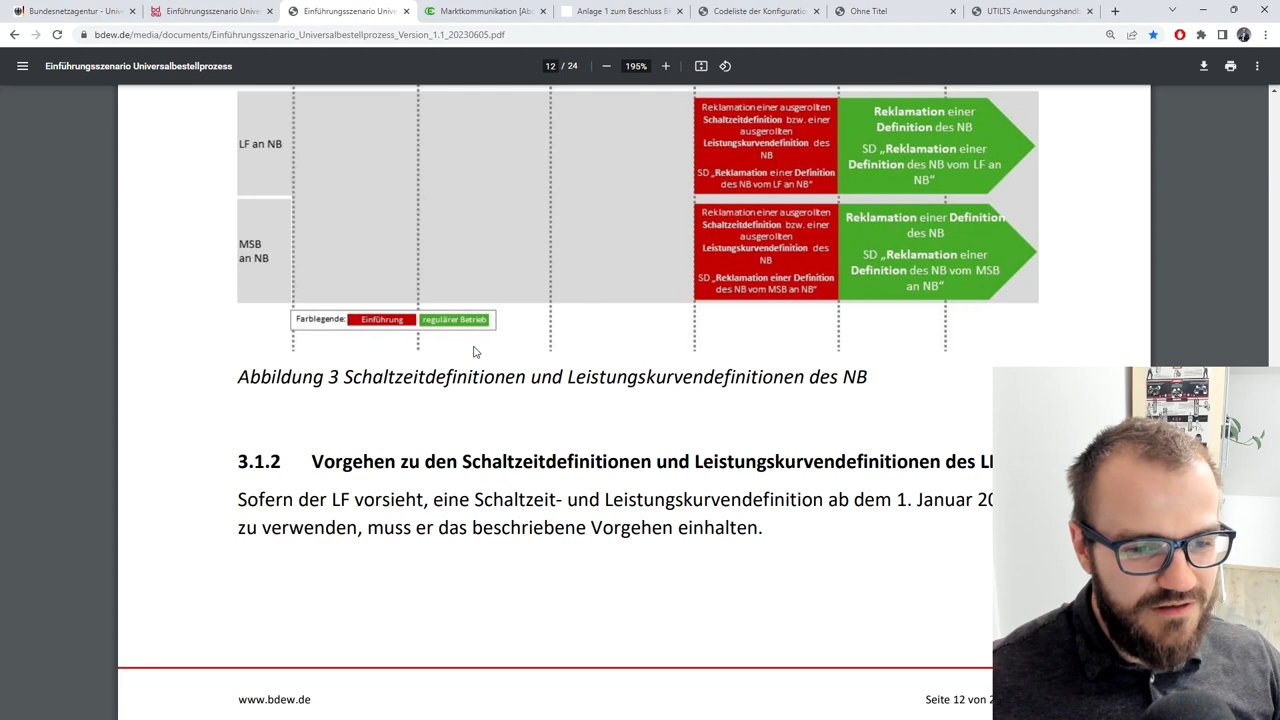 Bundesnetzagentur - Univ
Einführungsszenario Univer
Einführungsszenario Univer
Marktkommunikation [Abo
Anlage 1 zum Beschluss B
Codeliste der Konfiguratio
Ohne Titel
UTILTS Anwendungshandb
bdew.de/media/documents/Einführungsszenario_Universalbestellprozess_Version_1.1_20230605.pdf
Einführungsszenario Universalbestellprozess
12 / 24
195%
LF an NB
Reklamation einer ausgerollten
Schaltzeitdefinition bzw. einer
ausgerollten
Leistungskurvendefinition des
NB
SD „Reklamation einer Definition
des NB vom LF an NB“
Reklamation einer
Definition des NB
SD „Reklamation einer
Definition des NB vom LF an
NB“
MSB
an NB
Reklamation einer ausgerollten
Schaltzeitdefinition bzw. einer
ausgerollten
Leistungskurvendefinition des
NB
SD „Reklamation einer Definition
des NB vom MSB an NB“
Reklamation einer Definition
des NB
SD „Reklamation einer
Definition des NB vom MSB
an NB“
Farblegende: Einführung regulärer Betrieb
Abbildung 3 Schaltzeitdefinitionen und Leistungskurvendefinitionen des NB
3.1.2 Vorgehen zu den Schaltzeitdefinitionen und Leistungskurvendefinitionen des L
Sofern der LF vorsieht, eine Schaltzeit- und Leistungskurvendefinition ab dem 1. Januar 20
zu verwenden, muss er das beschriebene Vorgehen einhalten.
www.bdew.de
Seite 12 von 2